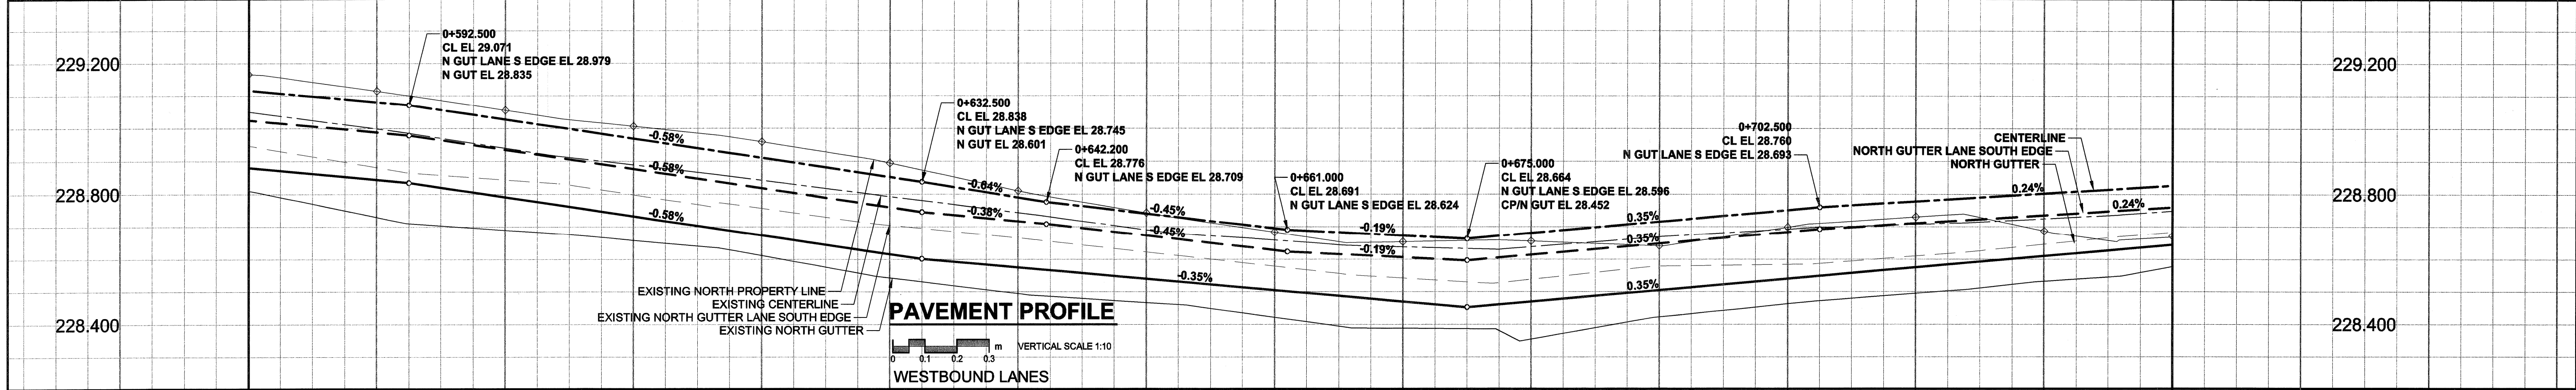 229.200
228.800
228.400
0+592.500
CL EL 29.071
N GUT LANE S EDGE EL 28.979
N GUT EL 28.835
-0.58%
-0.58%
-0.58%
0+632.500
CL EL 28.838
N GUT LANE S EDGE EL 28.745
N GUT EL 28.601
0+642.200
CL EL 28.776
N GUT LANE S EDGE EL 28.709
-0.64%
-0.38%
-0.45%
-0.45%
-0.35%
0+661.000
CL EL 28.691
N GUT LANE S EDGE EL 28.624
-0.19%
-0.19%
0+675.000
CL EL 28.664
N GUT LANE S EDGE EL 28.596
CP/N GUT EL 28.452
0.35%
0.35%
0.35%
0+702.500
CL EL 28.760
N GUT LANE S EDGE EL 28.693
CENTERLINE
NORTH GUTTER LANE SOUTH EDGE
NORTH GUTTER
0.24%
0.24%
EXISTING NORTH PROPERTY LINE
EXISTING CENTERLINE
EXISTING NORTH GUTTER LANE SOUTH EDGE
EXISTING NORTH GUTTER
PAVEMENT PROFILE
m VERTICAL SCALE 1:10
0 0.1 0.2 0.3
WESTBOUND LANES
229.200
228.800
228.400